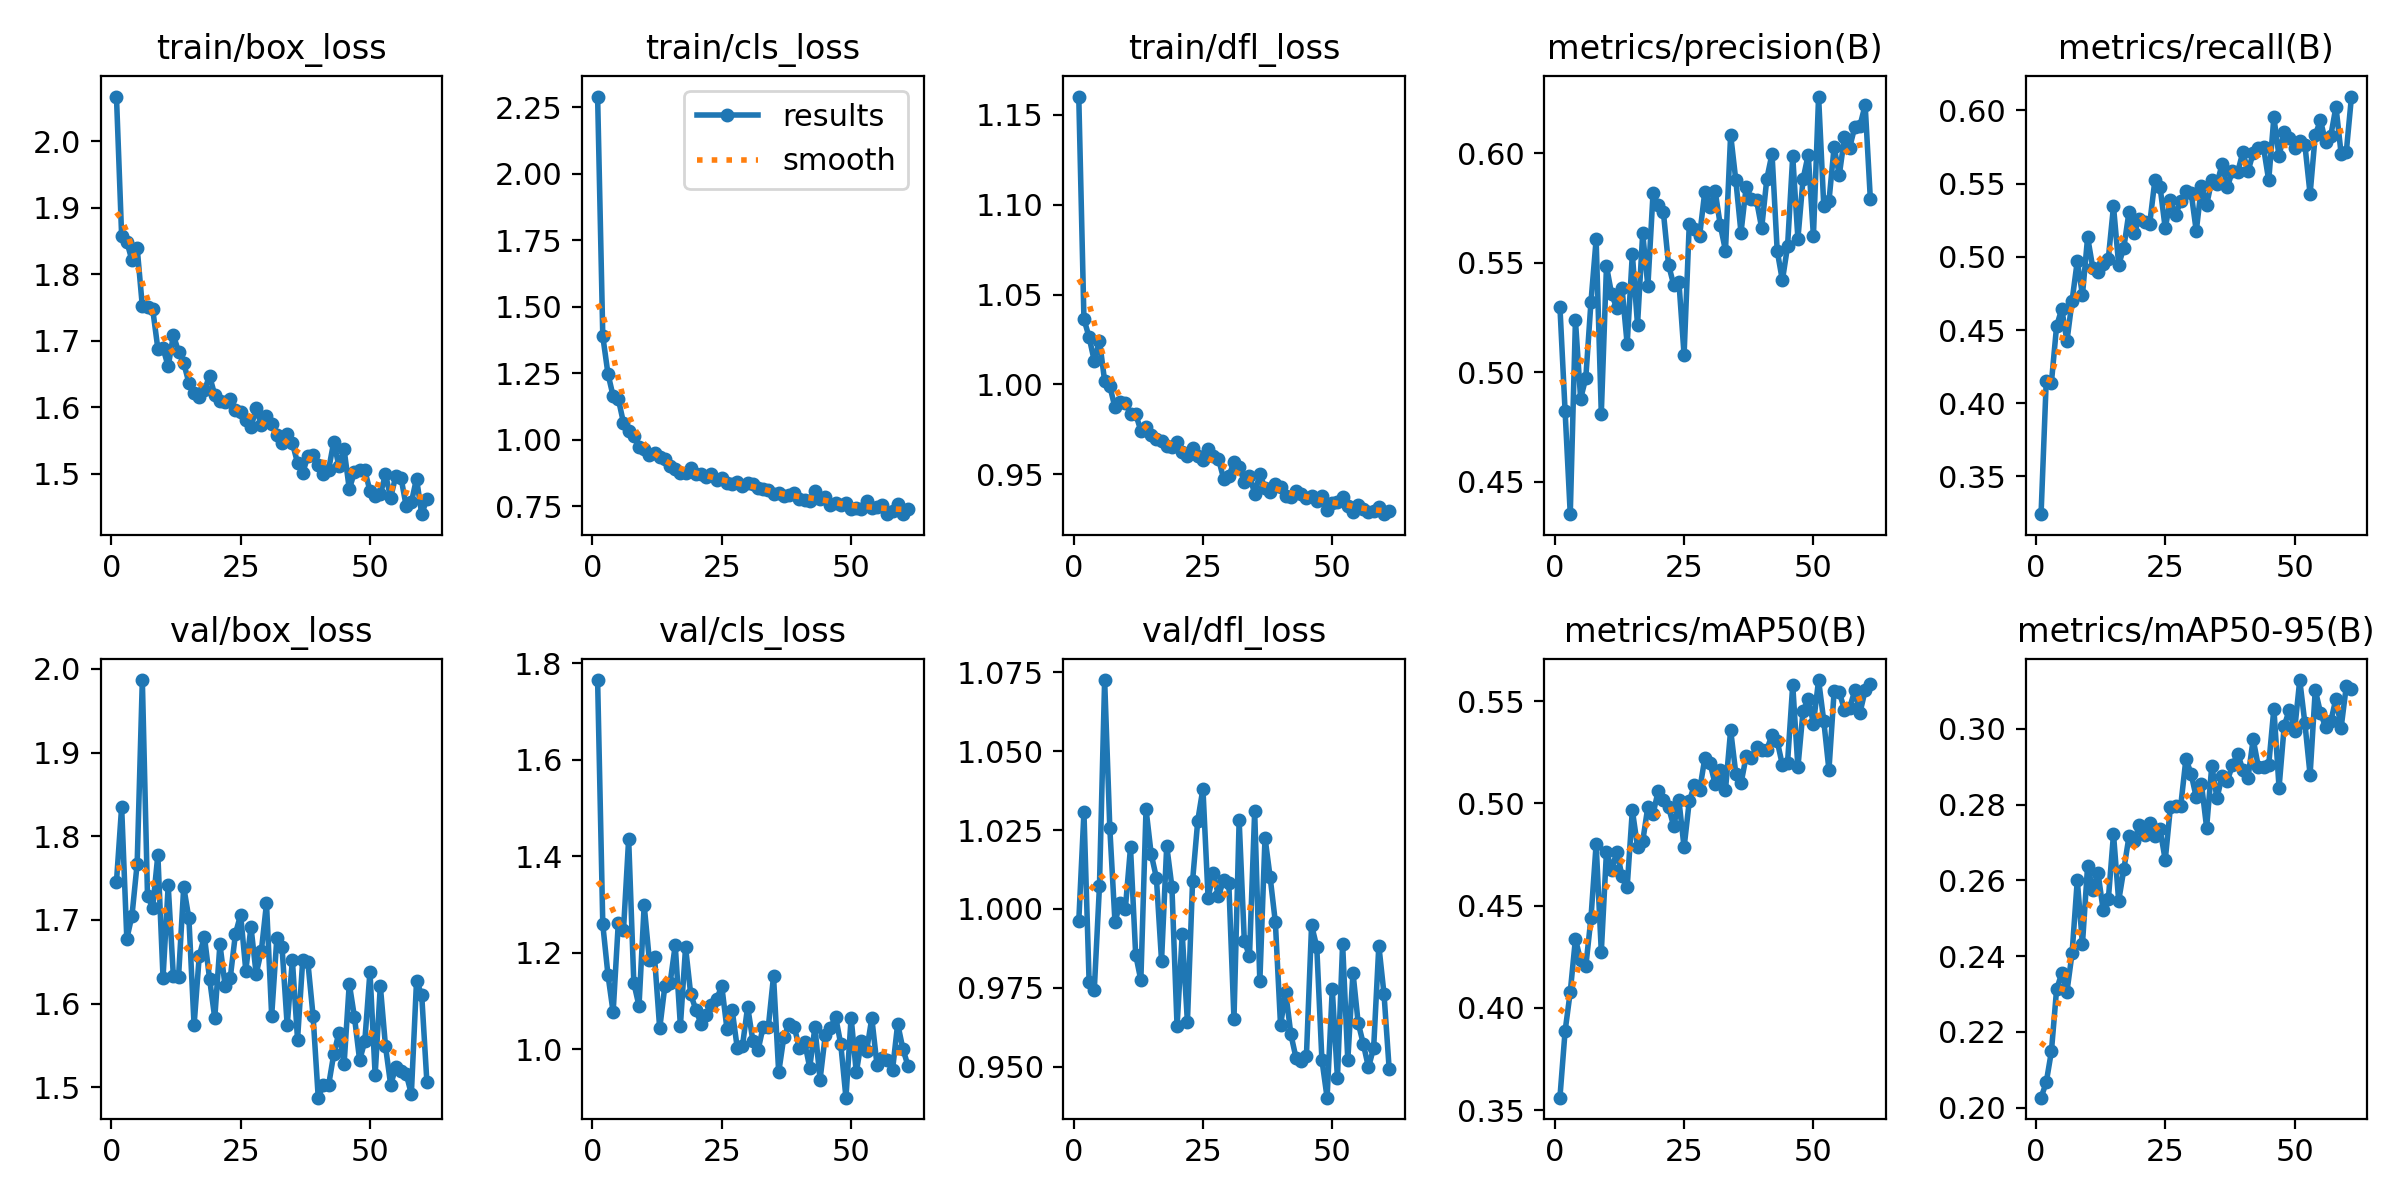 train/box_loss
train/cls_loss
train/dfl_loss
metrics/precision(B)
metrics/recall(B)
2.0
1.9
1.8
1.7
1.6
1.5
0 25 50
2.25
2.00
1.75
1.50
1.25
1.00
0.75
0 25 50
results
smooth
1.15
1.10
1.05
1.00
0.95
0 25 50
0.60
0.55
0.50
0.45
0 25 50
0.60
0.55
0.50
0.45
0.40
0.35
0 25 50
val/box_loss
val/cls_loss
val/dfl_loss
metrics/mAP50(B)
metrics/mAP50-95(B)
2.0
1.9
1.8
1.7
1.6
1.5
0 25 50
1.8
1.6
1.4
1.2
1.0
0 25 50
1.075
1.050
1.025
1.000
0.975
0.950
0 25 50
0.55
0.50
0.45
0.40
0.35
0 25 50
0.30
0.28
0.26
0.24
0.22
0.20
0 25 50